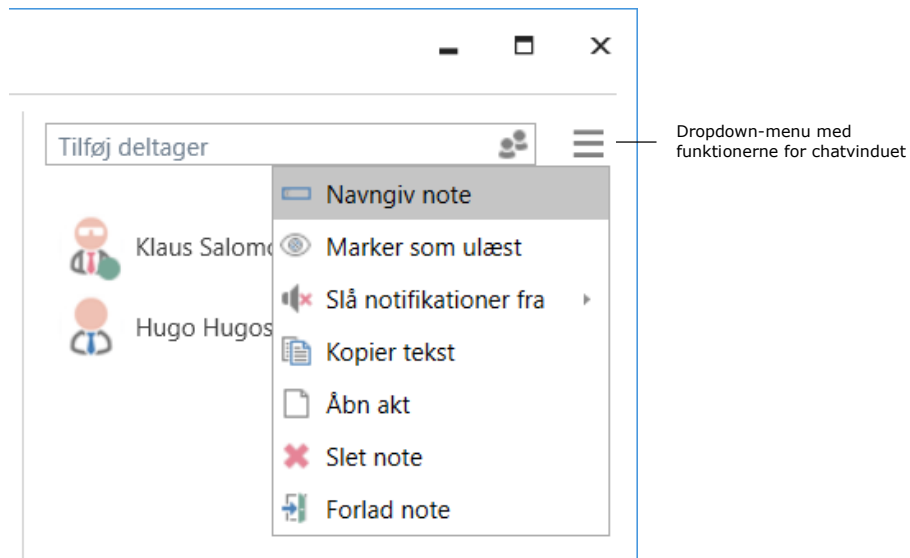 Tilføj deltager
Dropdown-menu med
funktionerne for chatvinduet
Navngiv note
Klaus Salom
Marker som ulæst
Slå notifikationer fra
Hugo Hugos
Kopier tekst
Åbn akt
Slet note
Forlad note